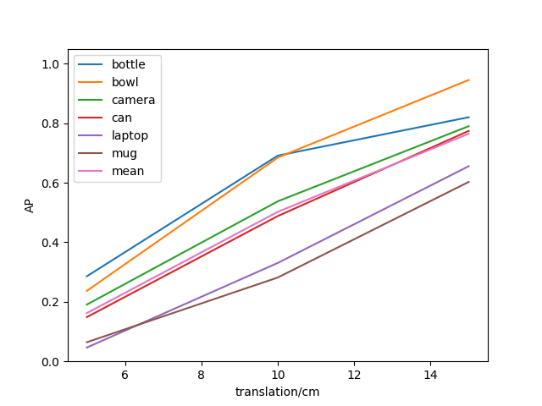 1.0
0.8
0.6
0.4
0.2
0.0
AP
bottle
bowl
camera
can
laptop
mug
mean
6 8 10 12 14
translation/cm